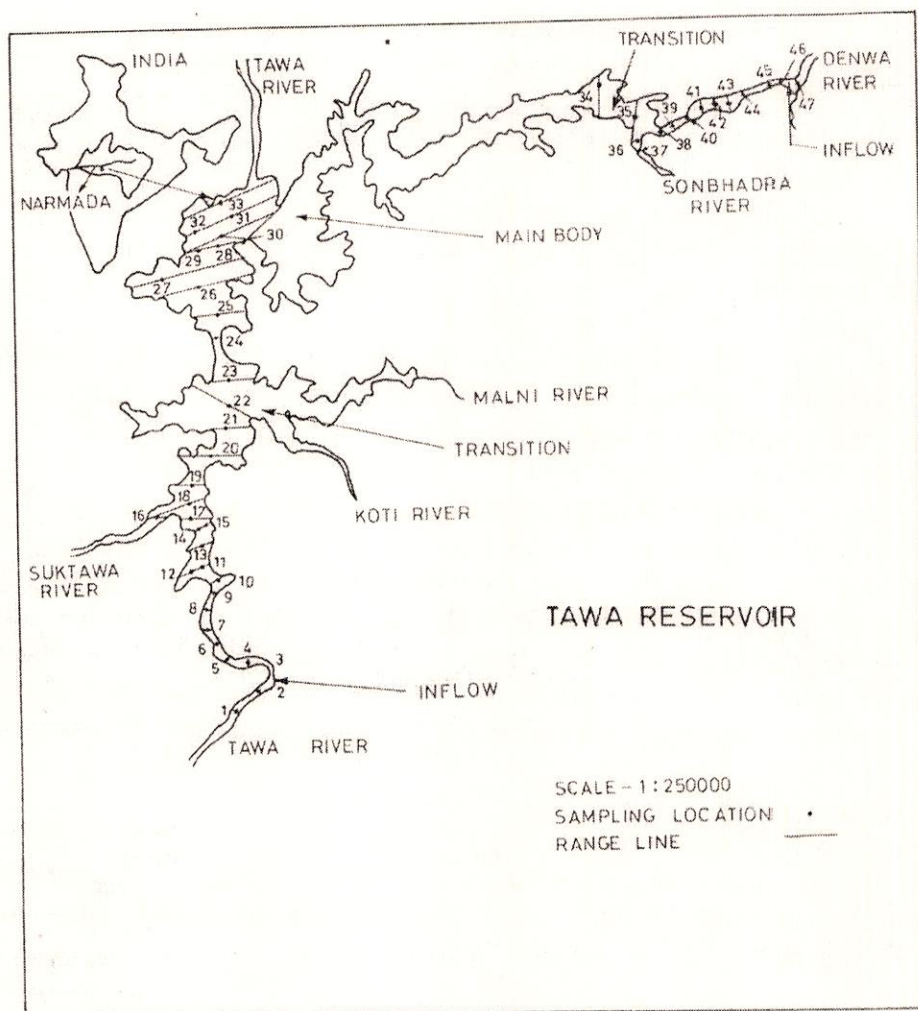 INDIA
TAWA
RIVER
TRANSITION
46
45
DENWA
RIVER
34
41
43
39
35
42
44
47
40
38
36
37
INFLOW
SONBHADRA
RIVER
NARMADA
33
32
31
30
MAIN BODY
29
28
27
26
25
24
23
MALNI RIVER
22
21
TRANSITION
20
19
KOTI RIVER
18
16
17
15
14
SUKTAWA
RIVER
13
11
12
10
9
8
TAWA RESERVOIR
7
6
4
3
5
INFLOW
2
1
TAWA RIVER
SCALE - 1:250000
SAMPLING LOCATION
RANGE LINE